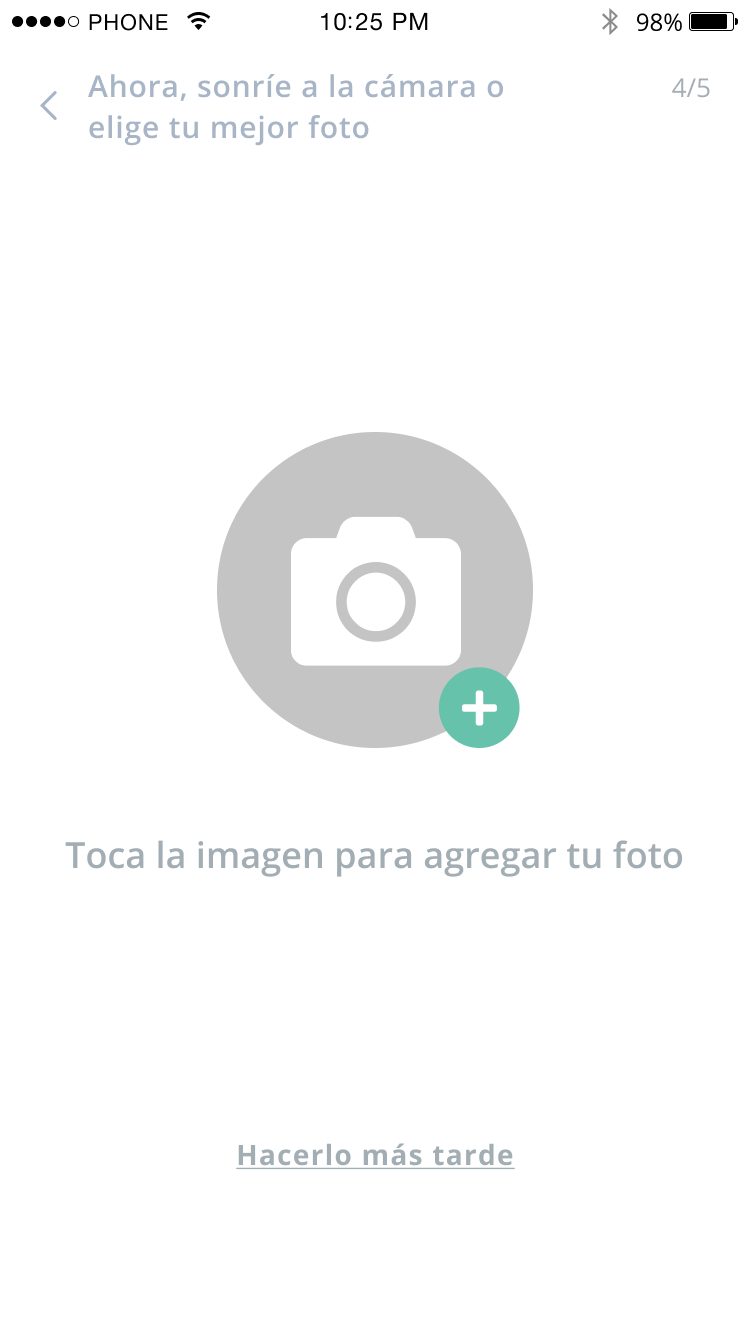 PHONE 10:25 PM 98%
Ahora, sonríe a la cámara o 4/5
elige tu mejor foto
Toca la imagen para agregar tu foto
Hacerlo más tarde